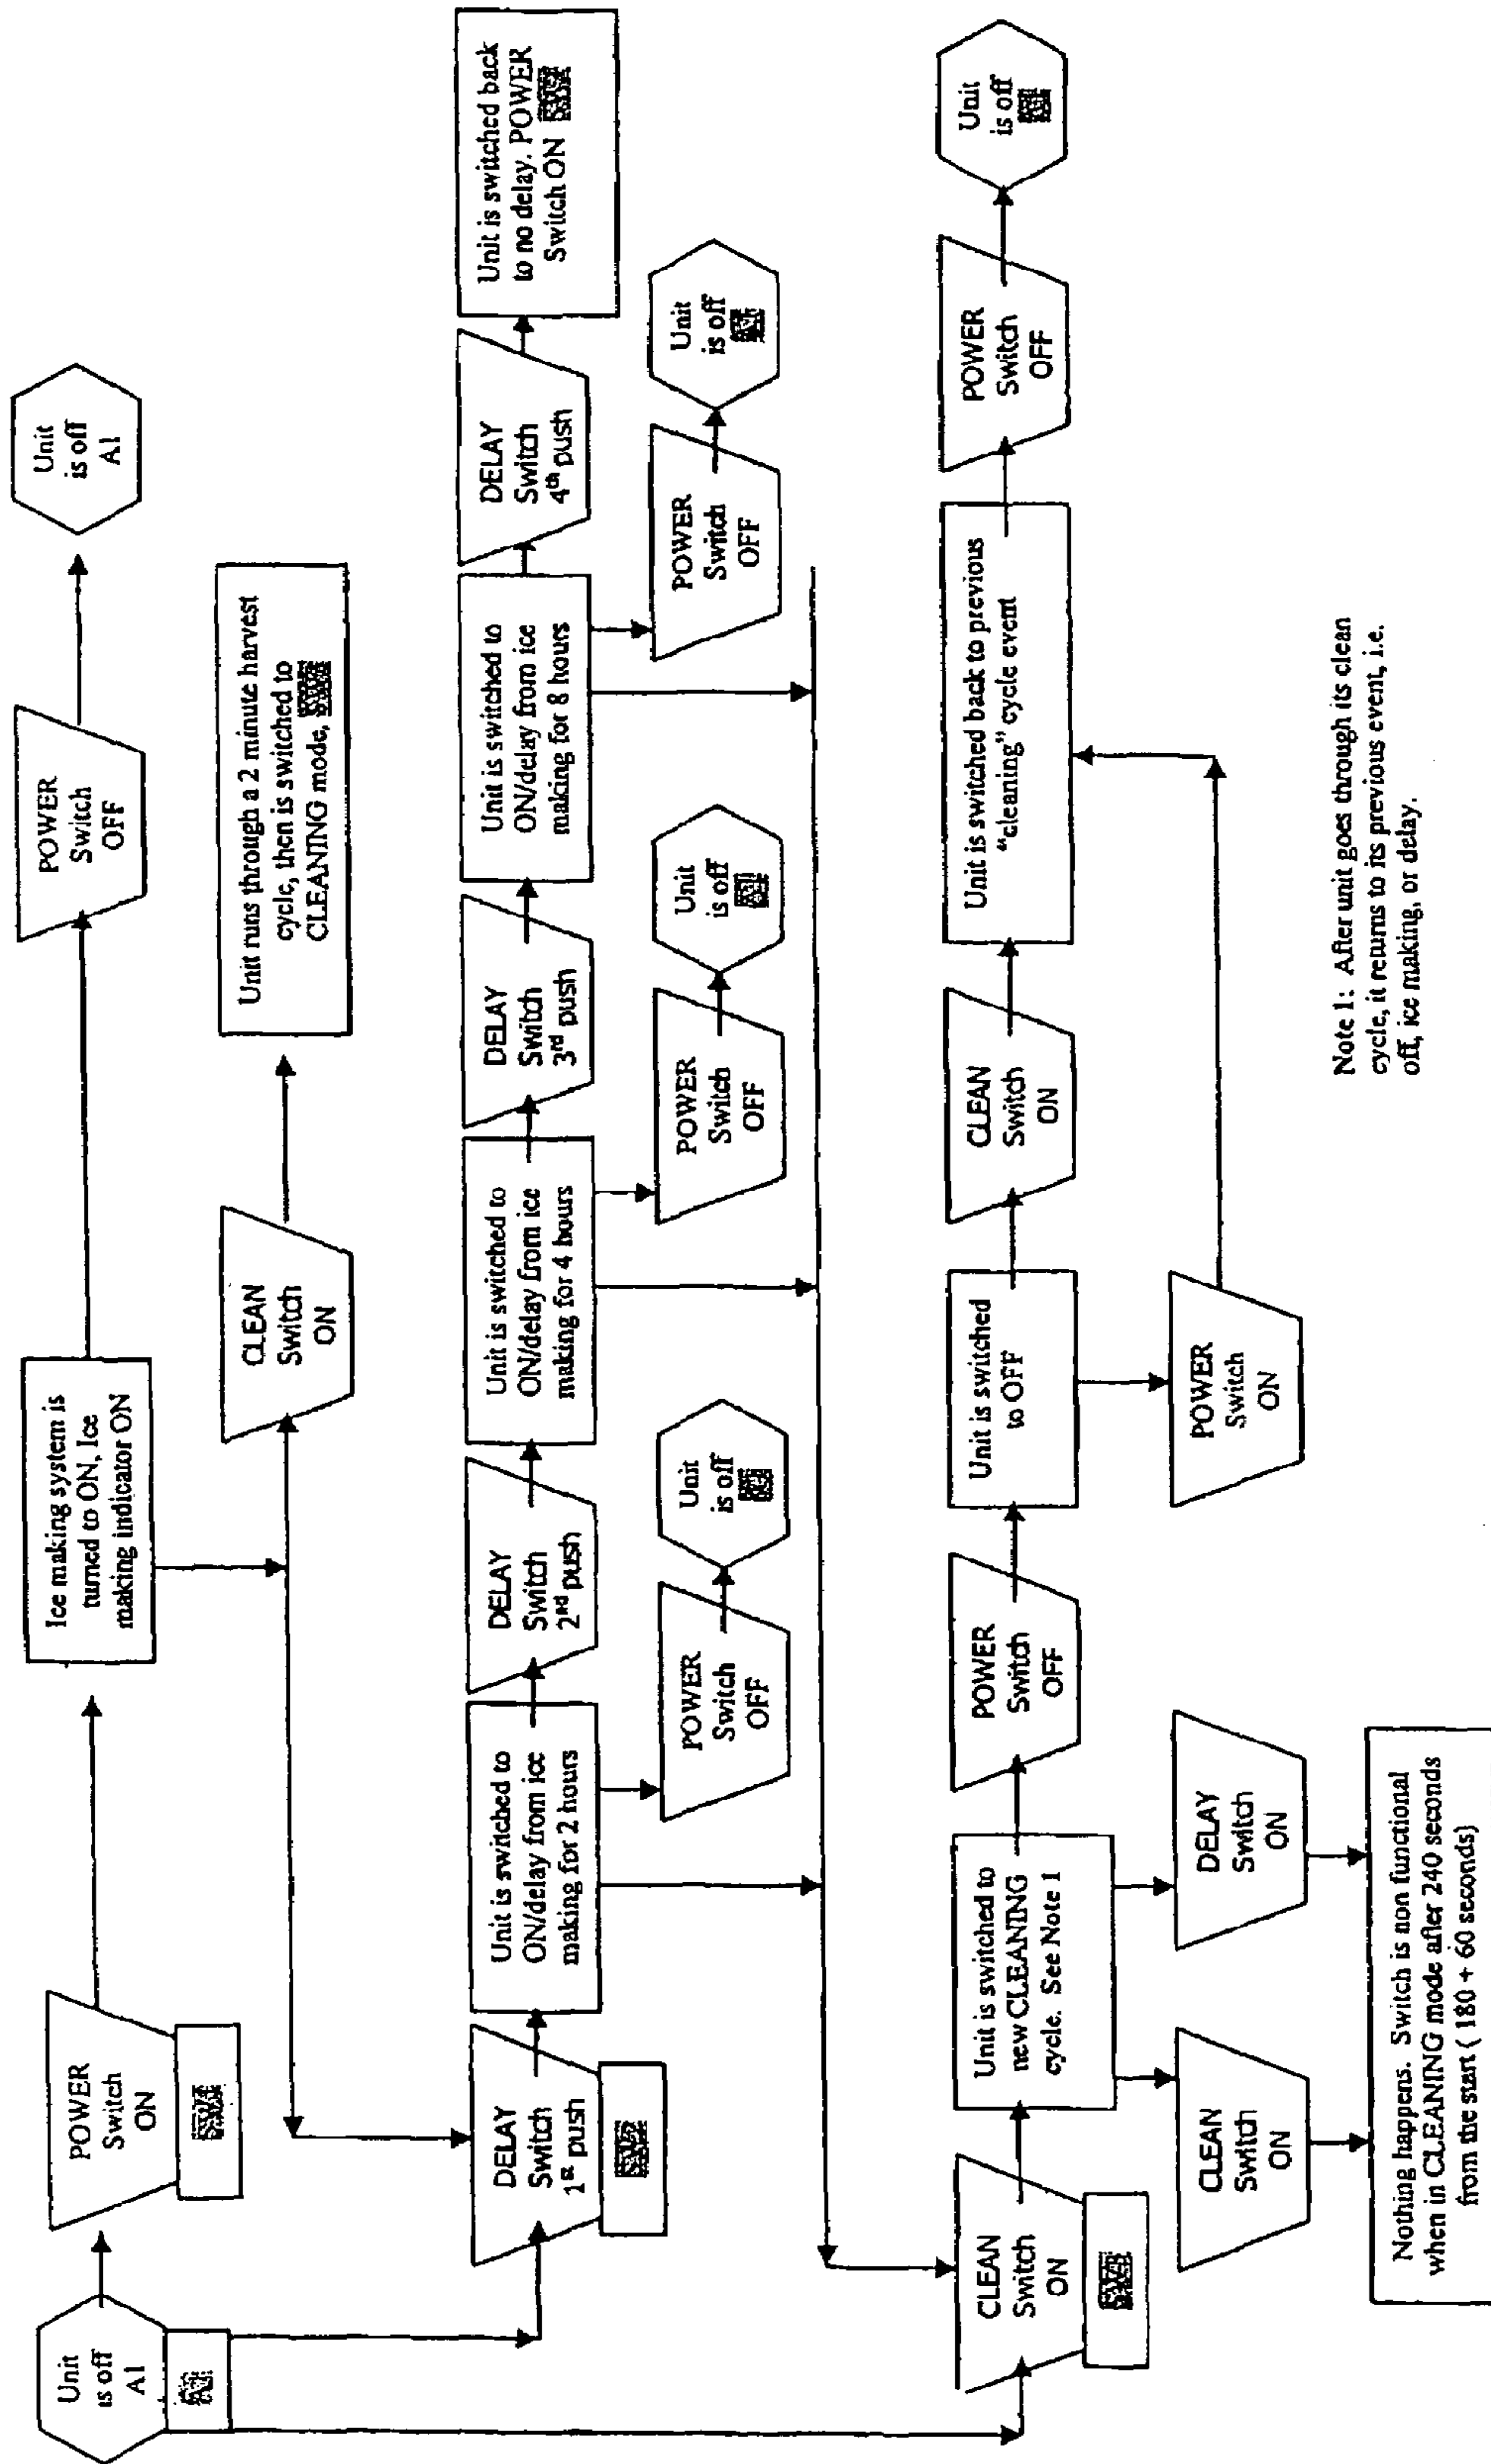 Unit
is off
A1
POWER
Switch
ON
Ice making system is
turned to ON, Ice
making indicator ON
POWER
Switch
OFF
Unit
is off
A1
CLEAN
Switch
ON
Unit runs through a 2 minute harvest
cycle, then is switched to
CLEANING mode,
DELAY
Switch
1st push
Unit is switched to
ON/delay from ice
making for 2 hours
DELAY
Switch
2nd push
Unit is switched to
ON/delay from ice
making for 4 hours
DELAY
Switch
3rd push
Unit is switched to
ON/delay from ice
making for 8 hours
DELAY
Switch
4th push
Unit is switched back
to no delay. POWER
Switch ON
POWER
Switch
OFF
Unit
is off
POWER
Switch
OFF
Unit
is off
POWER
Switch
OFF
Unit
is off
CLEAN
Switch
ON
Unit is switched to
new CLEANING
cycle. See Note 1
POWER
Switch
OFF
Unit is switched
to OFF
CLEAN
Switch
ON
Unit is switched back to previous
"cleaning" cycle event
POWER
Switch
OFF
Unit
is off
CLEAN
Switch
ON
DELAY
Switch
ON
POWER
Switch
ON
Nothing happens. Switch is non functional
when in CLEANING mode after 240 seconds
from the start ( 180 + 60 seconds)
Note 1: After unit goes through its clean
cycle, it returns to its previous event, i.e.
off, ice making, or delay.